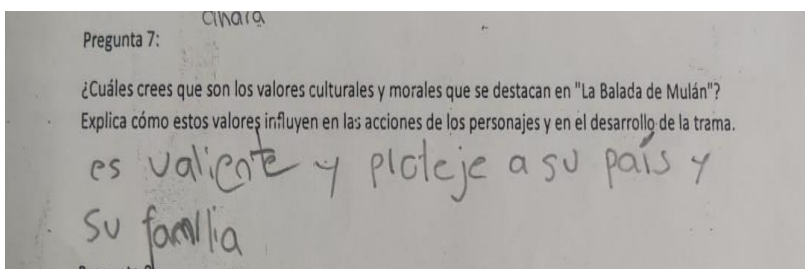 Pregunta 7:
¿Cuáles crees que son los valores culturales y morales que se destacan en "La Balada de Mulán"?
Explica cómo estos valores influyen en las acciones de los personajes y en el desarrollo de la trama.
es valiente y ploteje a su país y
su familia